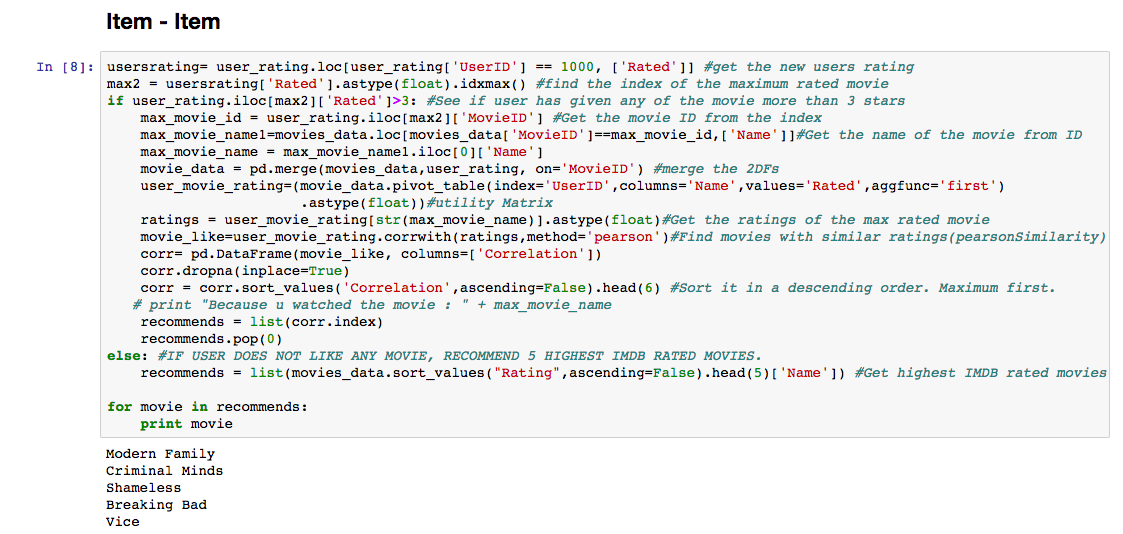 Item - Item
In [8]: usersrating= user_rating.loc[user_rating['UserID'] == 1000, ['Rated']] #get the new users rating
max2 = usersrating['Rated'].astype(float).idxmax() #find the index of the maximum rated movie
if user_rating.iloc[max2]['Rated']>3: #See if user has given any of the movie more than 3 stars
    max_movie_id = user_rating.iloc[max2]['MovieID'] #Get the movie ID from the index
    max_movie_name1=movies_data.loc[movies_data['MovieID']==max_movie_id,['Name']]#Get the name of the movie from ID
    max_movie_name = max_movie_name1.iloc[0]['Name']
    movie_data = pd.merge(movies_data,user_rating, on='MovieID') #merge the 2DFs
    user_movie_rating=(movie_data.pivot_table(index='UserID',columns='Name',values='Rated',aggfunc='first')
                       .astype(float))#utility Matrix
    ratings = user_movie_rating[str(max_movie_name)].astype(float)#Get the ratings of the max rated movie
    movie_like=user_movie_rating.corrwith(ratings,method='pearson')#Find movies with similar ratings(pearsonSimilarity)
    corr= pd.DataFrame(movie_like, columns=['Correlation'])
    corr.dropna(inplace=True)
    corr = corr.sort_values('Correlation',ascending=False).head(6) #Sort it in a descending order. Maximum first.
   # print "Because u watched the movie : " + max_movie_name
    recommends = list(corr.index)
    recommends.pop(0)
else: #IF USER DOES NOT LIKE ANY MOVIE, RECOMMEND 5 HIGHEST IMDB RATED MOVIES.
    recommends = list(movies_data.sort_values("Rating",ascending=False).head(5)['Name']) #Get highest IMDB rated movies
for movie in recommends:
    print movie
Modern Family
Criminal Minds
Shameless
Breaking Bad
Vice